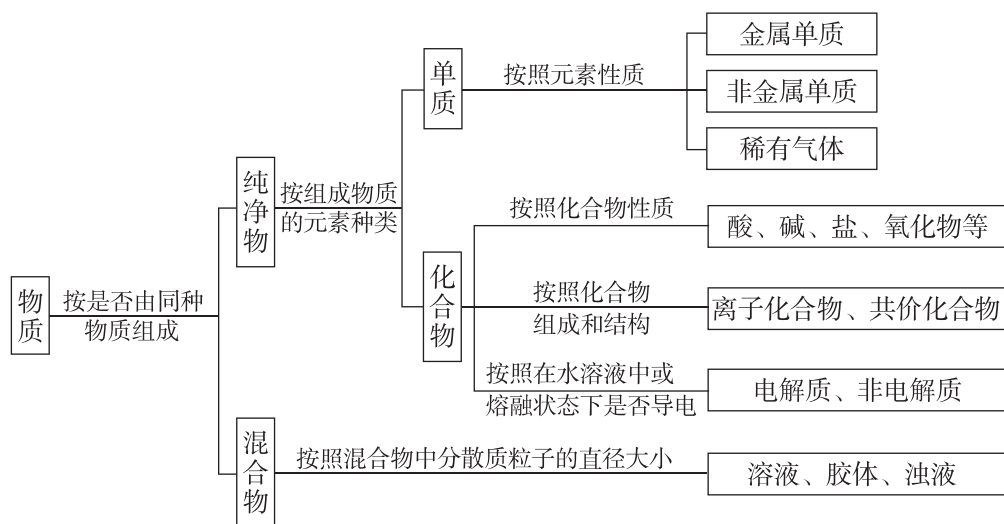 物质
按是否由同种
物质组成
纯净物
按组成物质
的元素种类
单质
按照元素性质
金属单质
非金属单质
稀有气体
化合物
按照化合物性质
酸、碱、盐、氧化物等
按照化合物
组成和结构
离子化合物、共价化合物
按照在水溶液中或
熔融状态下是否导电
电解质、非电解质
混合物
按照混合物中分散质粒子的直径大小
溶液、胶体、浊液